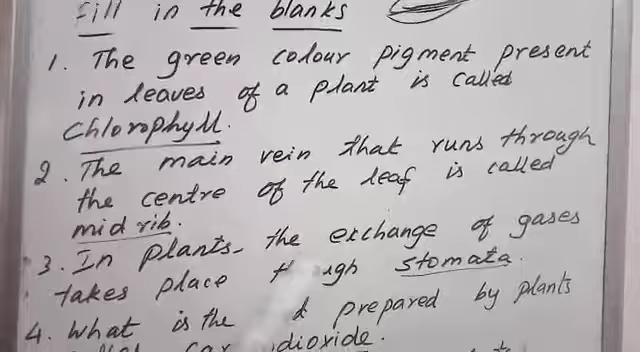 Fill in the blanks
1. The green colour pigment present
in leaves of a plant is called
Chlorophyll.
2. The main vein that runs through
the centre of the leaf is called
mid rib.
3. In plants the exchange of gases
takes place stomata.
4. What is the prepared by plants
dioxide.